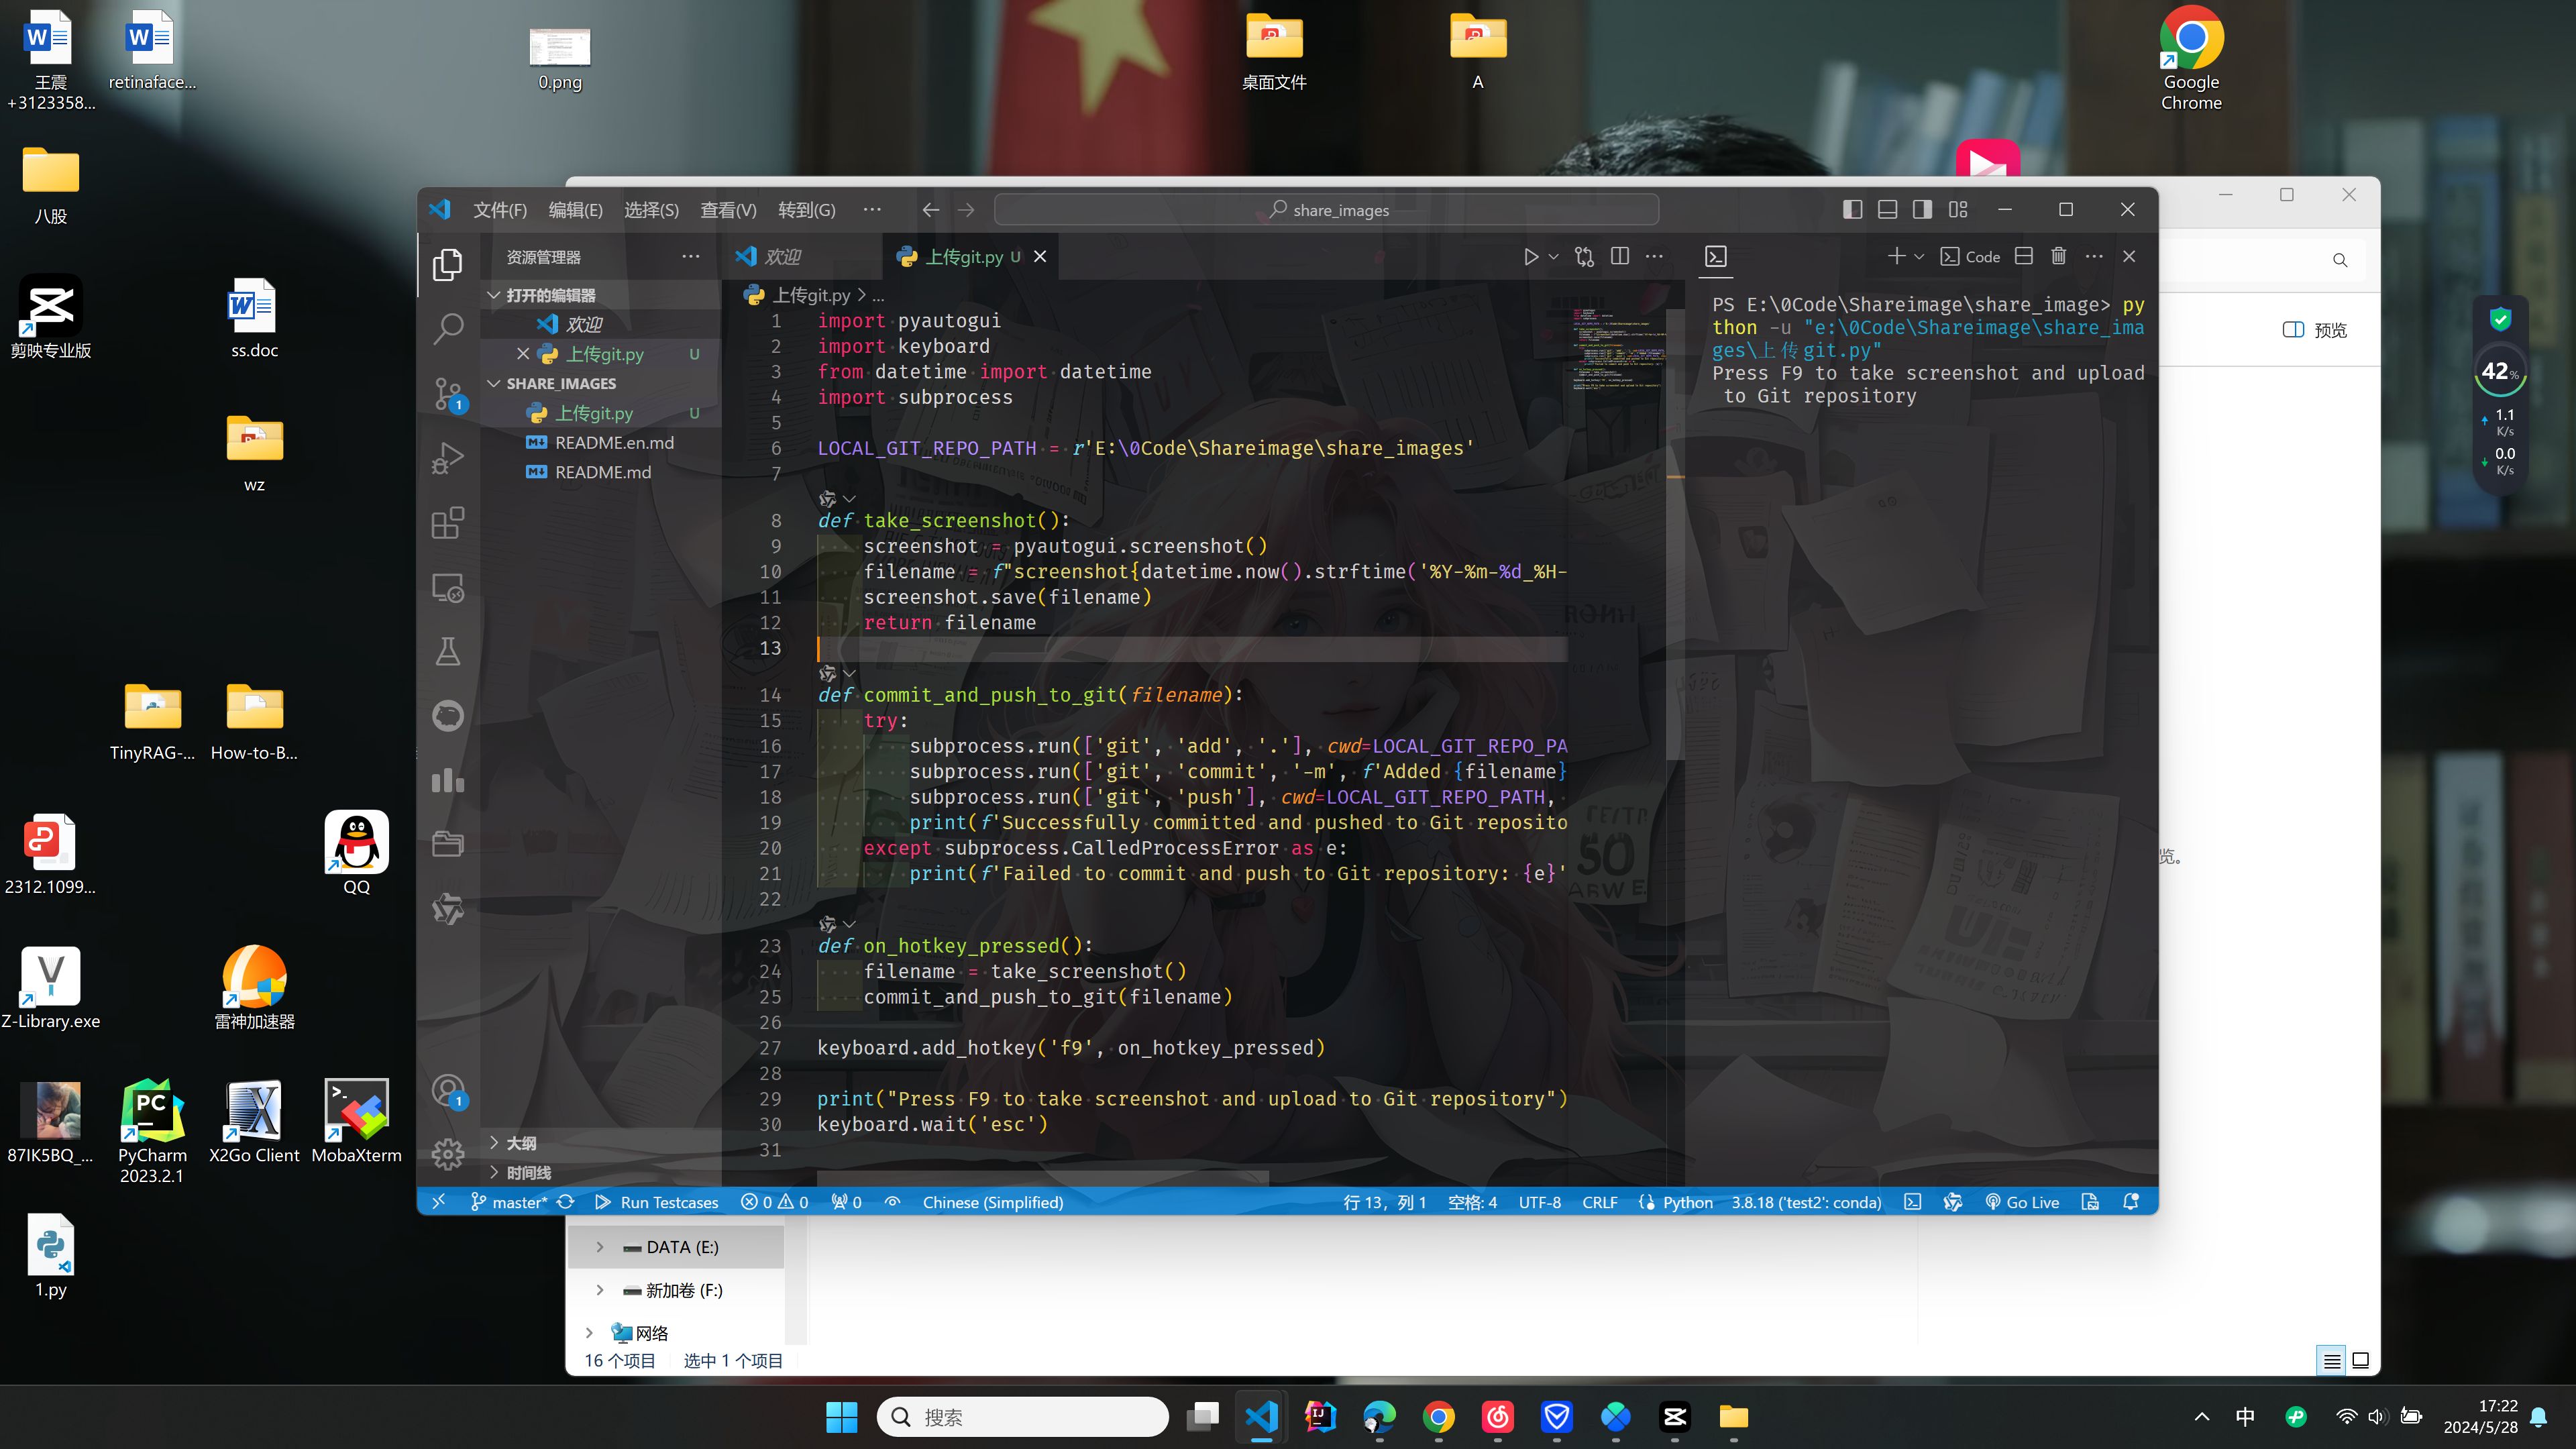 王震
+3123358...
retinaface...
0.png
桌面文件
A
Google
Chrome
八股
剪映专业版
ss.doc
wz
TinyRAG-...
How-to-B...
2312.1099...
QQ
Z-Library.exe
雷神加速器
87IK5BQ_...
PyCharm
2023.2.1
X2Go Client
MobaXterm
1.py
文件(F) 编辑(E) 选择(S) 查看(V) 转到(G) ···
share_images
资源管理器 ···
打开的编辑器
欢迎
上传git.py U
SHARE_IMAGES
上传git.py U
README.en.md
README.md
大纲
时间线
欢迎
上传git.py U
上传git.py > ...
1 import pyautogui
2 import keyboard
3 from datetime import datetime
4 import subprocess
5
6 LOCAL_GIT_REPO_PATH = r'E:\0Code\Shareimage\share_images'
7
8 def take_screenshot():
9 screenshot = pyautogui.screenshot()
10 filename = f"screenshot{datetime.now().strftime('%Y-%m-%d_%H-
11 screenshot.save(filename)
12 return filename
13
14 def commit_and_push_to_git(filename):
15 try:
16 subprocess.run(['git', 'add', '.'], cwd=LOCAL_GIT_REPO_PA
17 subprocess.run(['git', 'commit', '-m', f'Added {filename}
18 subprocess.run(['git', 'push'], cwd=LOCAL_GIT_REPO_PATH,
19 print(f'Successfully committed and pushed to Git reposito
20 except subprocess.CalledProcessError as e:
21 print(f'Failed to commit and push to Git repository: {e}'
22
23 def on_hotkey_pressed():
24 filename = take_screenshot()
25 commit_and_push_to_git(filename)
26
27 keyboard.add_hotkey('f9', on_hotkey_pressed)
28
29 print("Press F9 to take screenshot and upload to Git repository")
30 keyboard.wait('esc')
31
Code
PS E:\0Code\Shareimage\share_image> py
thon -u "e:\0Code\Shareimage\share_ima
ges\上传git.py"
Press F9 to take screenshot and upload
to Git repository
1
1
master* Run Testcases 0 0 0 Chinese (Simplified) 行 13，列 1 空格: 4 UTF-8 CRLF Python 3.8.18 ('test2': conda) Go Live
预览
览。
42%
1.1
K/s
0.0
K/s
DATA (E:)
新加卷 (F:)
网络
16 个项目 选中 1 个项目
搜索
中
17:22
2024/5/28